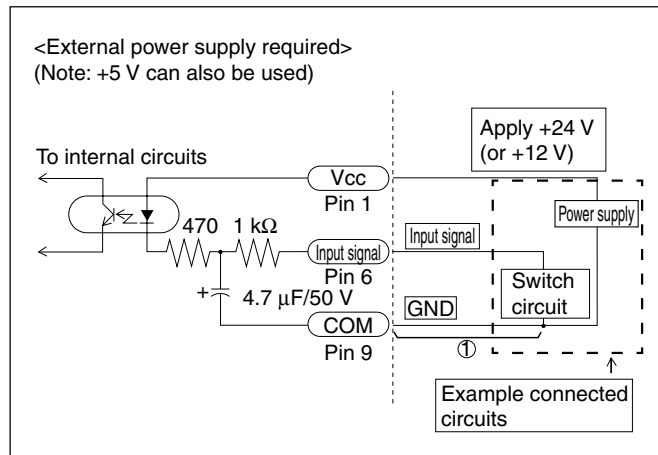 <External power supply required>
(Note: +5 V can also be used)
Apply +24 V
(or +12 V)
To internal circuits
Vcc
Pin 1
Power supply
470
1 kΩ
Input signal
Pin 6
Input signal
Switch
circuit
+
4.7 µF/50 V
GND
COM
Pin 9
①
Example connected
circuits